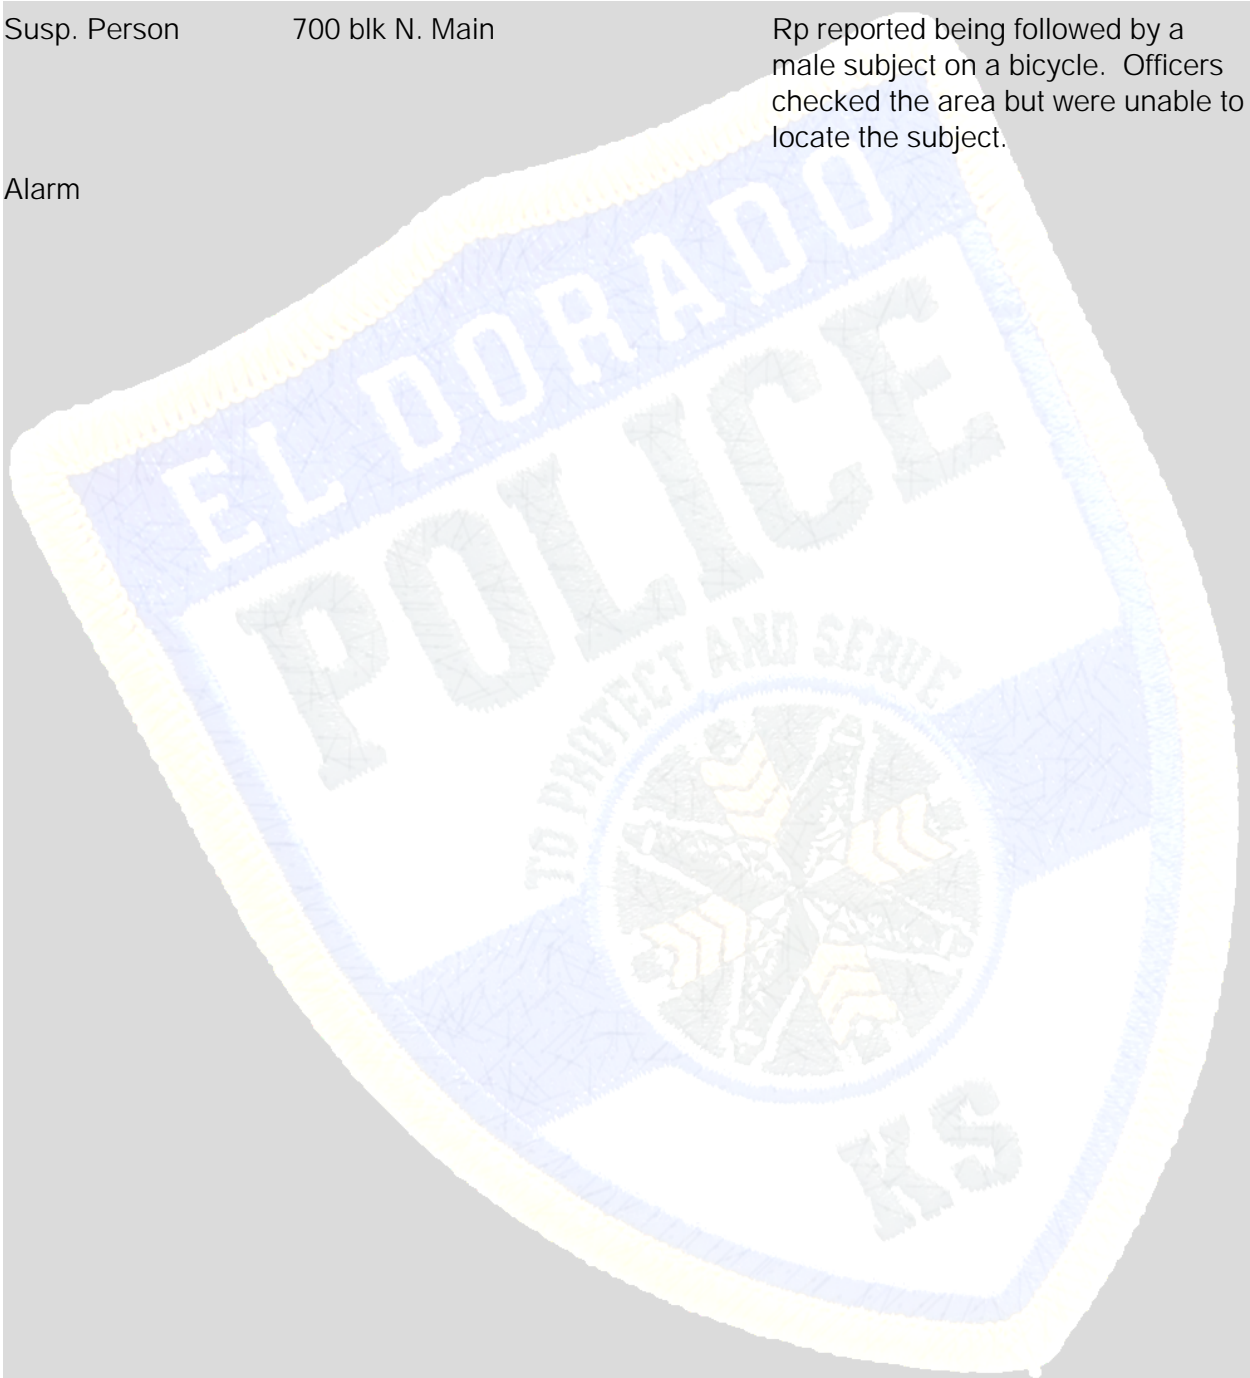 Susp. Person 700 blk N. Main Rp reported being followed by a
male subject on a bicycle. Officers
checked the area but were unable to
locate the subject.
Alarm
EL DORADO
POLICE
TO PROTECT AND SERVE
KS